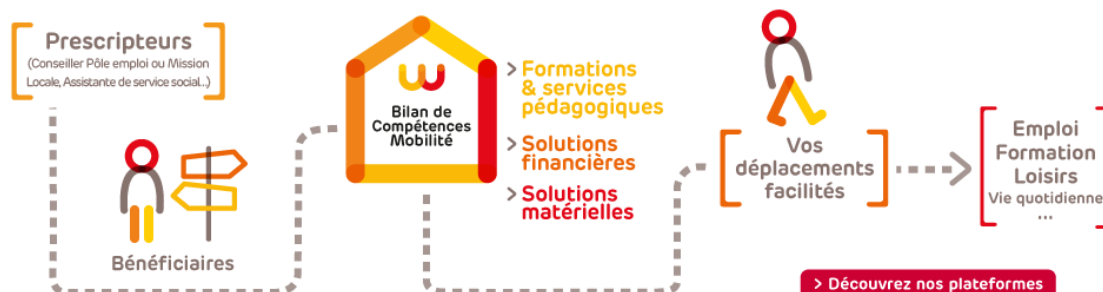 Prescripteurs
(Conseiller Pôle emploi ou Mission
Locale, Assistante de service social...)
Bénéficiaires
Bilan de
Compétences
Mobilité
> Formations
& services
pédagogiques
> Solutions
financières
> Solutions
matérielles
Vos
déplacements
facilités
Emploi
Formation
Loisirs
Vie quotidienne
...
> Découvrez nos plateformes